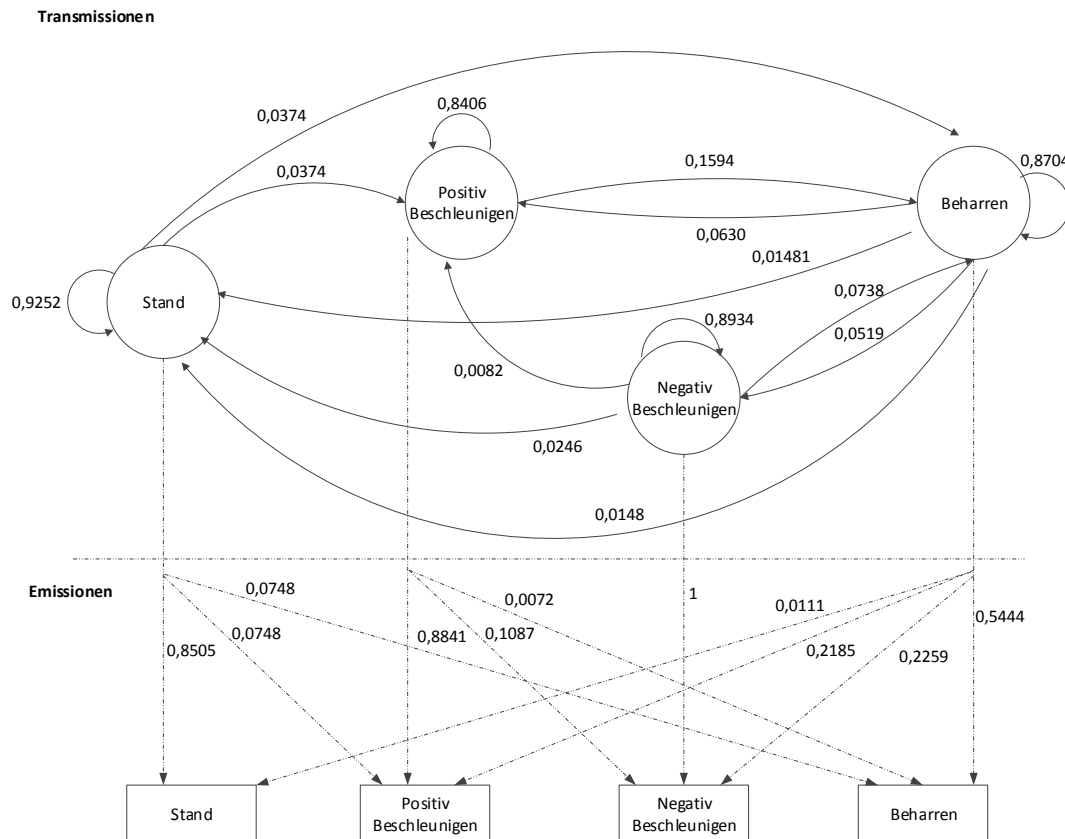 Transmissionen
0,0374
0,8406
0,0374
0,1594
0,8704
Positiv
Beschleunigen
Beharren
0,0630
0,01481
0,9252
Stand
0,0738
0,8934
0,0519
0,0082
Negativ
Beschleunigen
0,0246
0,0148
Emissionen
0,0748
0,0072
1
0,0111
0,5444
0,0748
0,8841
0,1087
0,2185
0,8505
0,2259
Stand
Positiv
Beschleunigen
Negativ
Beschleunigen
Beharren